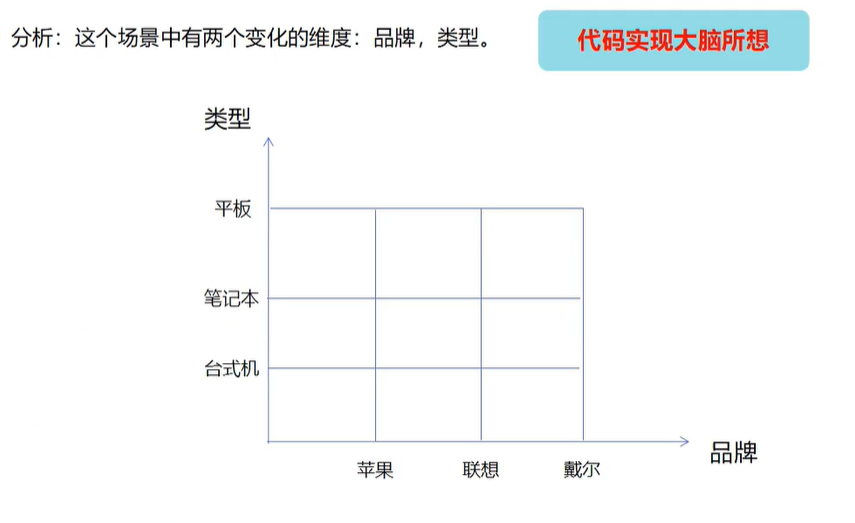 分析：这个场景中有两个变化的维度：品牌，类型。
代码实现大脑所想
类型
平板
笔记本
台式机
品牌
苹果 联想 戴尔